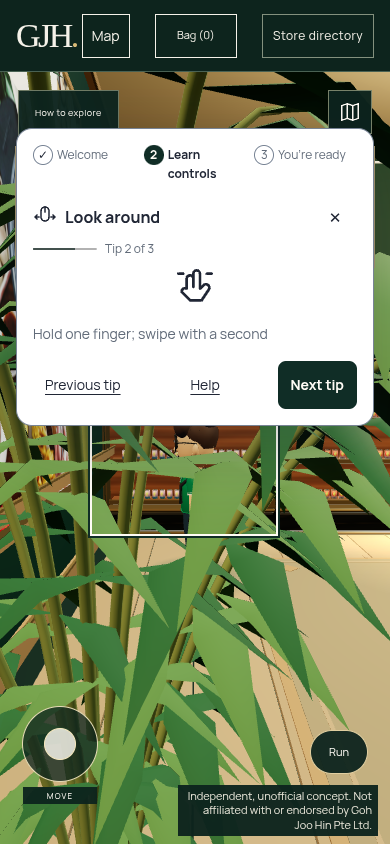 GJH.
Map
Bag (0)
Store directory
How to explore
✓ Welcome
2 Learn controls
3 You're ready
Look around
Tip 2 of 3
Hold one finger; swipe with a second
Previous tip
Help
Next tip
Run
MOVE
Independent, unofficial concept. Not
affiliated with or endorsed by Goh
Joo Hin Pte Ltd.